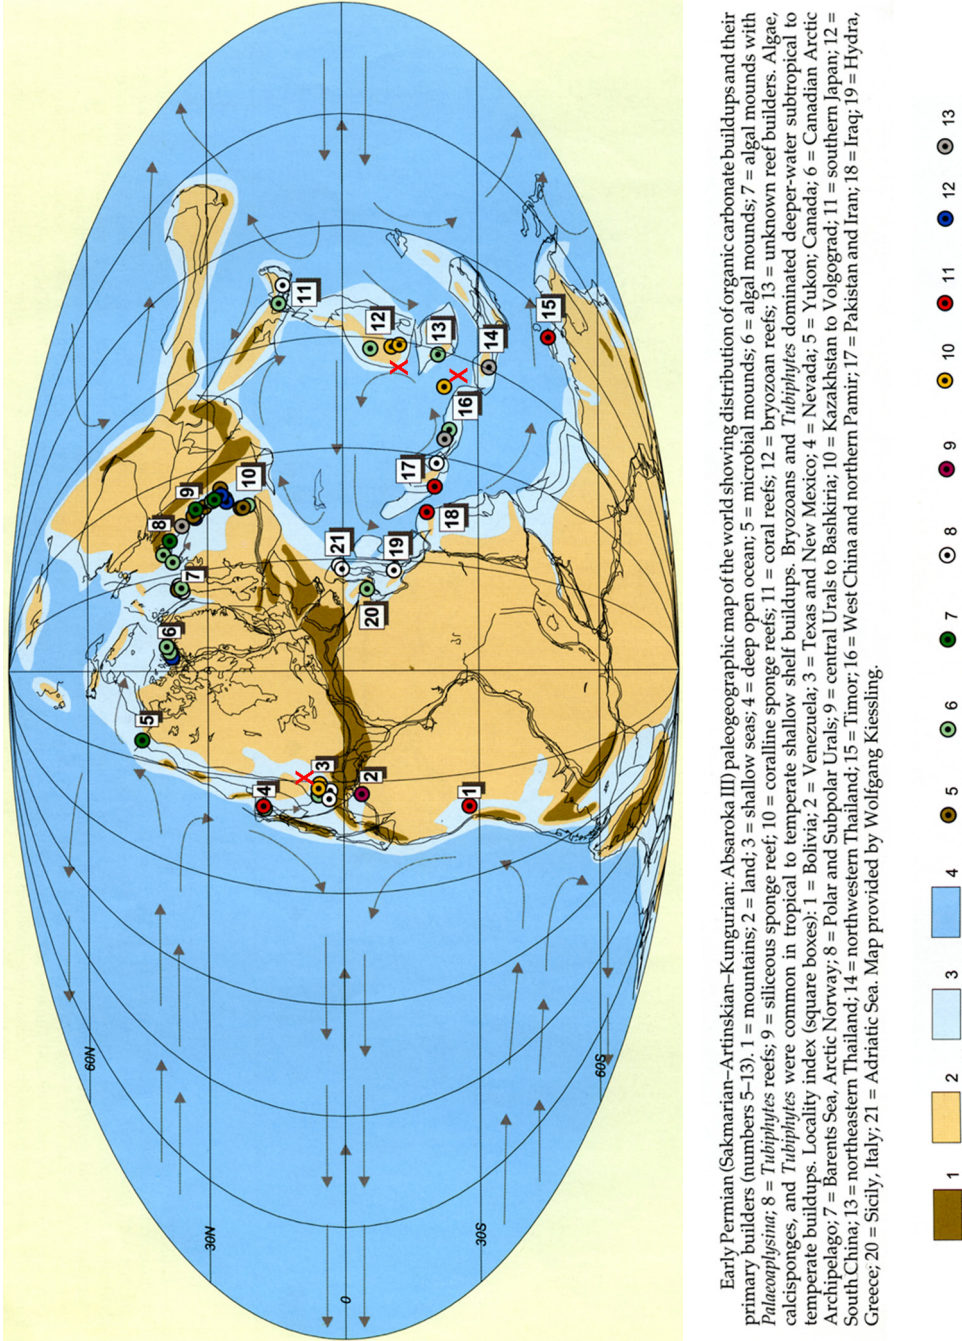 60N
30N
0
30S
60S
1
2
3
4
5
6
7
8
9
10
11
12
13
14
15
16
17
18
19
20
21
Early Permian (Sakmarian–Artinskian–Kungurian: Absaroka III) paleogeographic map of the world showing distribution of organic carbonate buildups and their
primary builders (numbers 5–13). 1 = mountains; 2 = land; 3 = shallow seas; 4 = deep open ocean; 5 = microbial mounds; 6 = algal mounds; 7 = algal mounds with
Palaeoaplysina; 8 = Tubiphytes reefs; 9 = siliceous sponge reef; 10 = coralline sponge reefs; 11 = coral reefs; 12 = bryozoan reefs; 13 = unknown reef builders. Algae,
calcisponges, and Tubiphytes were common in tropical to temperate shallow shelf buildups. Bryozoans and Tubiphytes dominated deeper-water subtropical to
temperate buildups. Locality index (square boxes): 1 = Bolivia; 2 = Venezuela; 3 = Texas and New Mexico; 4 = Nevada; 5 = Yukon; Canada; 6 = Canadian Arctic
Archipelago; 7 = Barents Sea, Arctic Norway; 8 = Polar and Subpolar Urals; 9 = central Urals to Bashkiria; 10 = Kazakhstan to Volgograd; 11 = southern Japan; 12 =
South China; 13 = northeastern Thailand; 14 = northwestern Thailand; 15 = Timor; 16 = West China and northern Pamir; 17 = Pakistan and Iran; 18 = Iraq; 19 = Hydra,
Greece; 20 = Sicily, Italy; 21 = Adriatic Sea. Map provided by Wolfgang Kiessling.
1
2
3
4
5
6
7
8
9
10
11
12
13